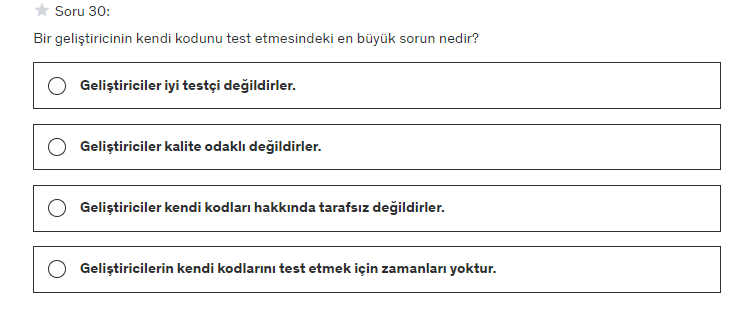 Soru 30:
Bir geliştiricinin kendi kodunu test etmesindeki en büyük sorun nedir?
Geliştiriciler iyi testçi değildirler.
Geliştiriciler kalite odaklı değildirler.
Geliştiriciler kendi kodları hakkında tarafsız değildirler.
Geliştiricilerin kendi kodlarını test etmek için zamanları yoktur.